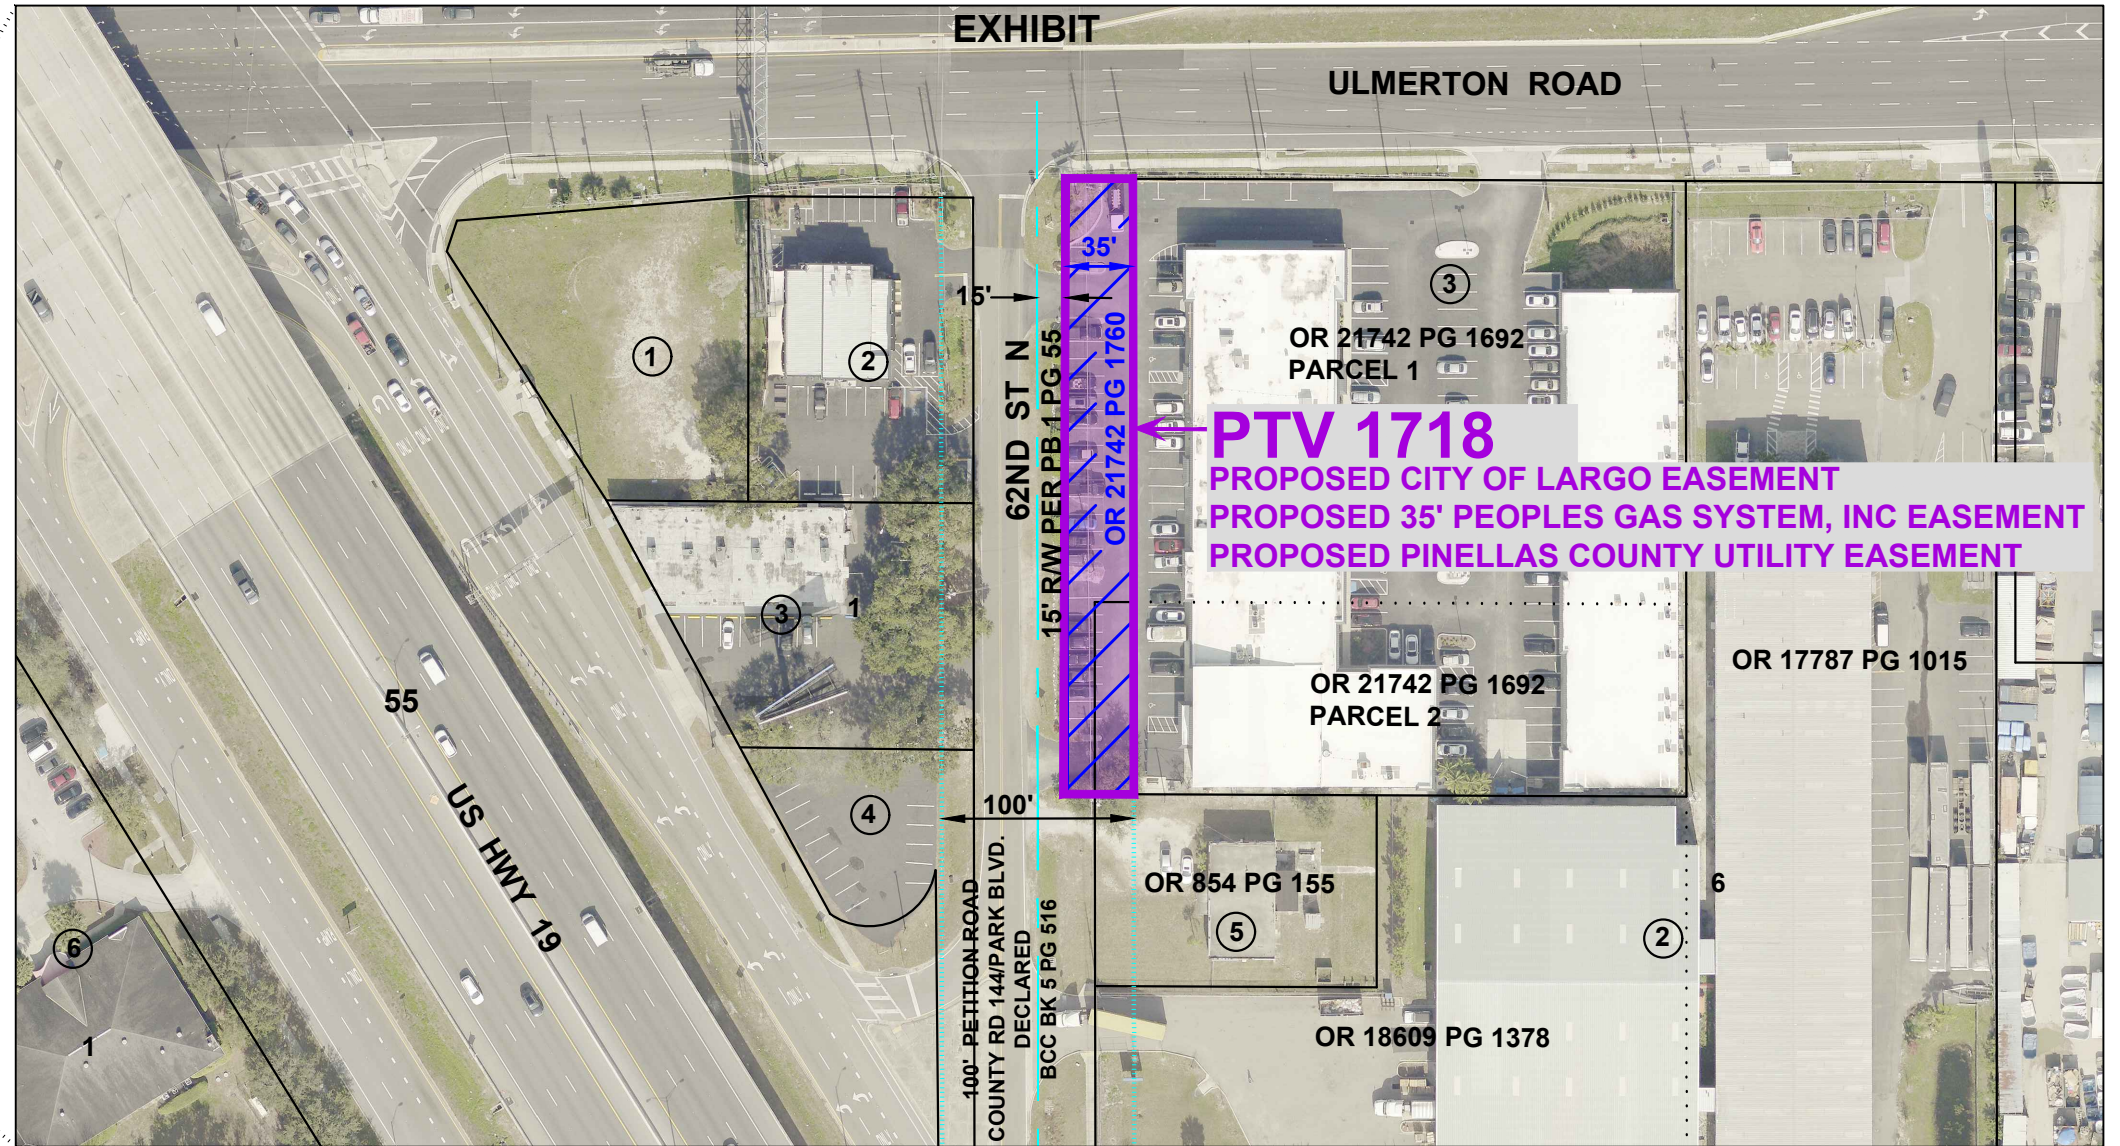 EXHIBIT
ULMERTON ROAD
35'
15'
62ND ST N
15' R/W PER PB 1 PG 55
OR 21742 PG 1760
1
2
3
OR 21742 PG 1692
PARCEL 1
PTV 1718
PROPOSED CITY OF LARGO EASEMENT
PROPOSED 35' PEOPLES GAS SYSTEM, INC EASEMENT
PROPOSED PINELLAS COUNTY UTILITY EASEMENT
3
1
OR 21742 PG 1692
PARCEL 2
OR 17787 PG 1015
55
US HWY 19
4
100'
100' PETITION ROAD
COUNTY RD 144/PARK BLVD.
DECLARED
BCC BK 5 PG 516
OR 854 PG 155
5
6
2
6
1
OR 18609 PG 1378